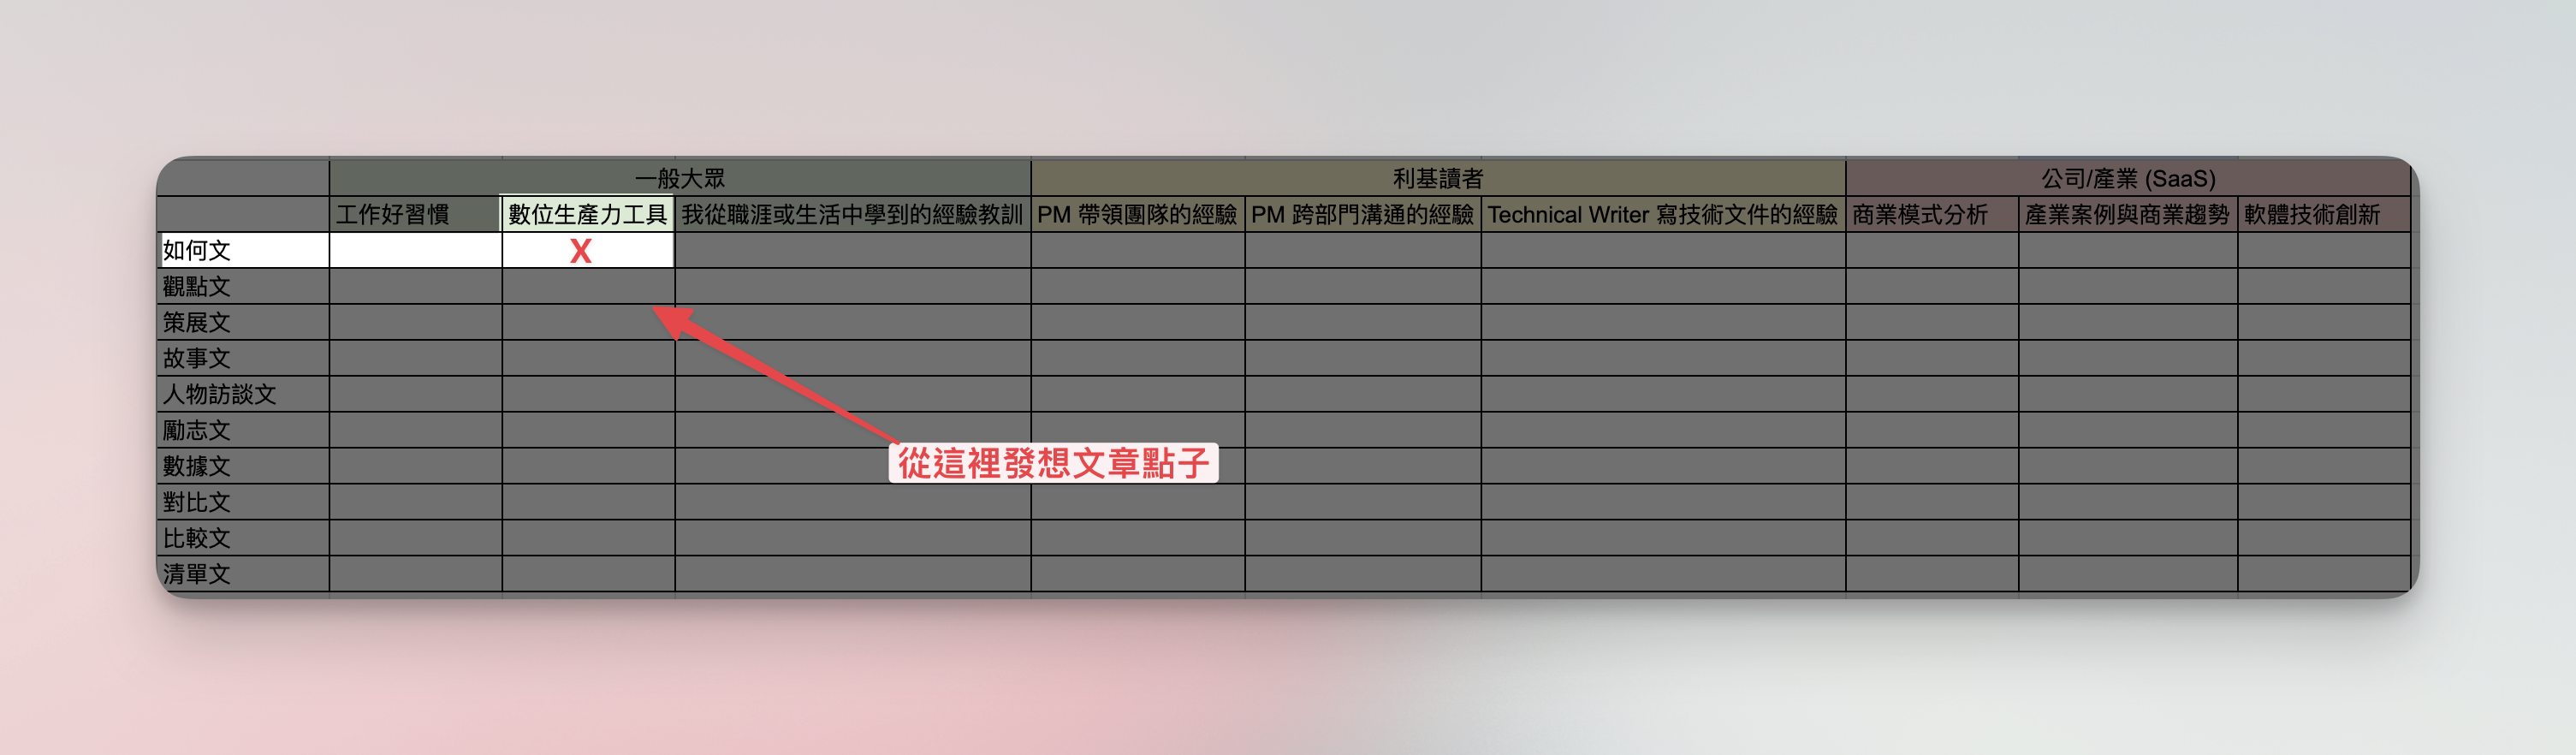 一般大眾 利基讀者 公司/產業 (SaaS)
工作好習慣 數位生產力工具 我從職涯或生活中學到的經驗教訓 PM 帶領團隊的經驗 PM 跨部門溝通的經驗 Technical Writer 寫技術文件的經驗 商業模式分析 產業案例與商業趨勢 軟體技術創新
如何文 X
觀點文
策展文
故事文
人物訪談文
勵志文
數據文
對比文
比較文
清單文
從這裡發想文章點子